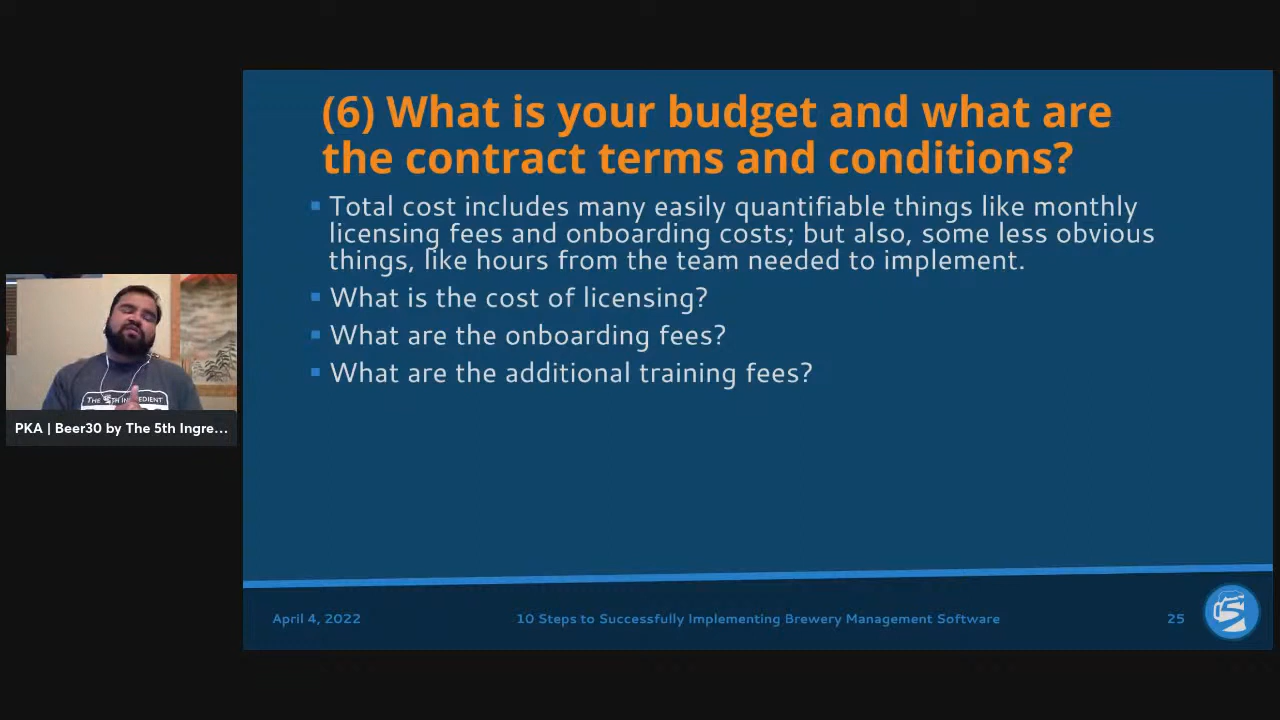 (6) What is your budget and what are
the contract terms and conditions?
Total cost includes many easily quantifiable things like monthly
licensing fees and onboarding costs; but also, some less obvious
things, like hours from the team needed to implement.
What is the cost of licensing?
What are the onboarding fees?
What are the additional training fees?
THE 5TH INGREDIENT
PKA | Beer30 by The 5th Ingre...
April 4, 2022
10 Steps to Successfully Implementing Brewery Management Software
25
5